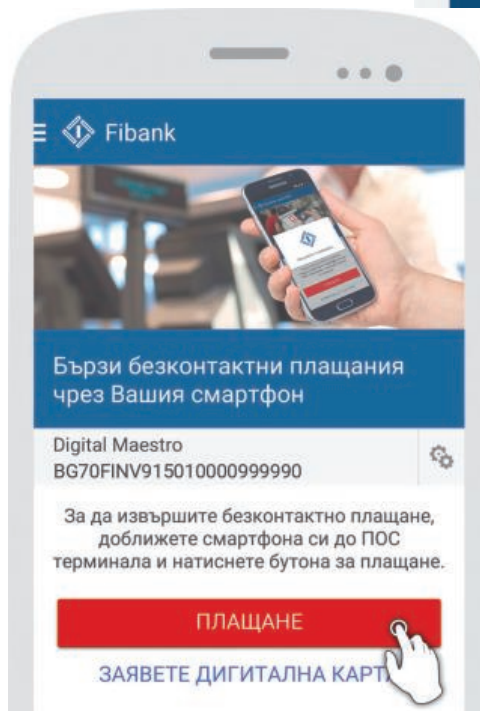 Fibank
Бързи безконтактни плащания
чрез Вашия смартфон
Digital Maestro
BG70FINV915010000999990
За да извършите безконтактно плащане,
доближете смартфона си до ПОС
терминала и натиснете бутона за плащане.
ПЛАЩАНЕ
ЗАЯВЕТЕ ДИГИТАЛНА